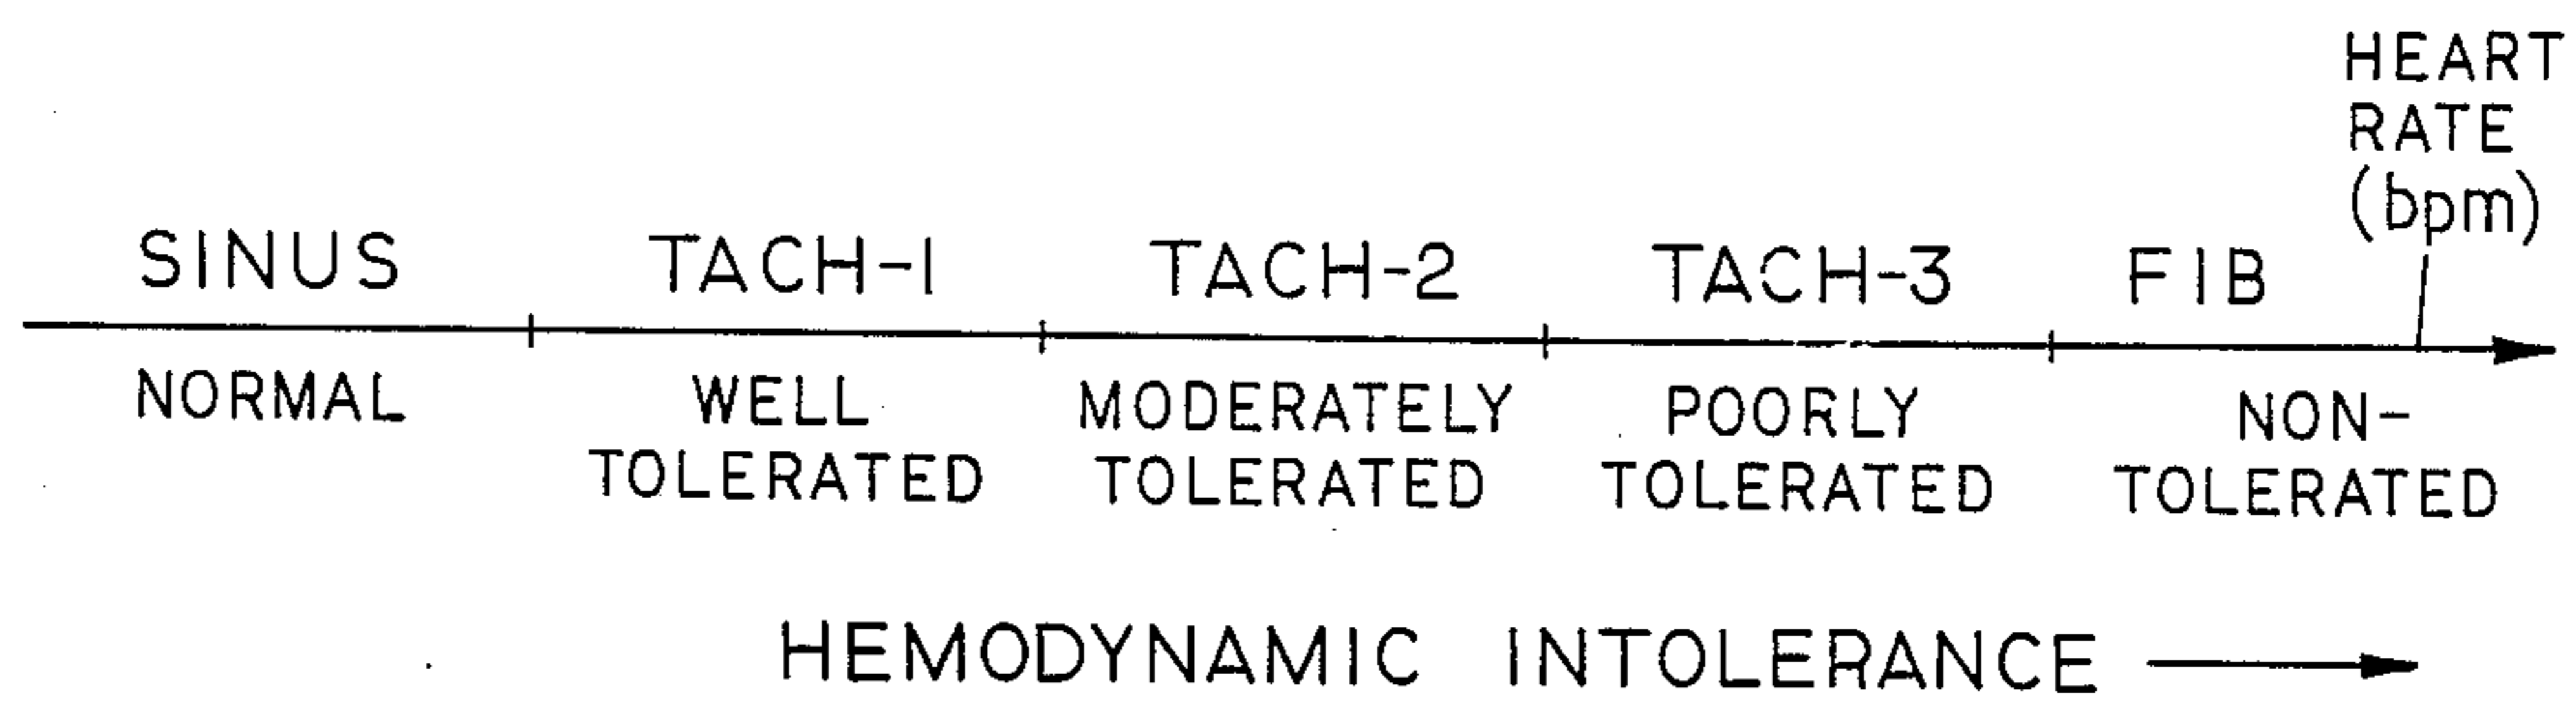 HEART
RATE
(bpm)
SINUS TACH-1 TACH-2 TACH-3 FIB
NORMAL WELL MODERATELY POORLY NON-
TOLERATED TOLERATED TOLERATED TOLERATED
HEMODYNAMIC INTOLERANCE